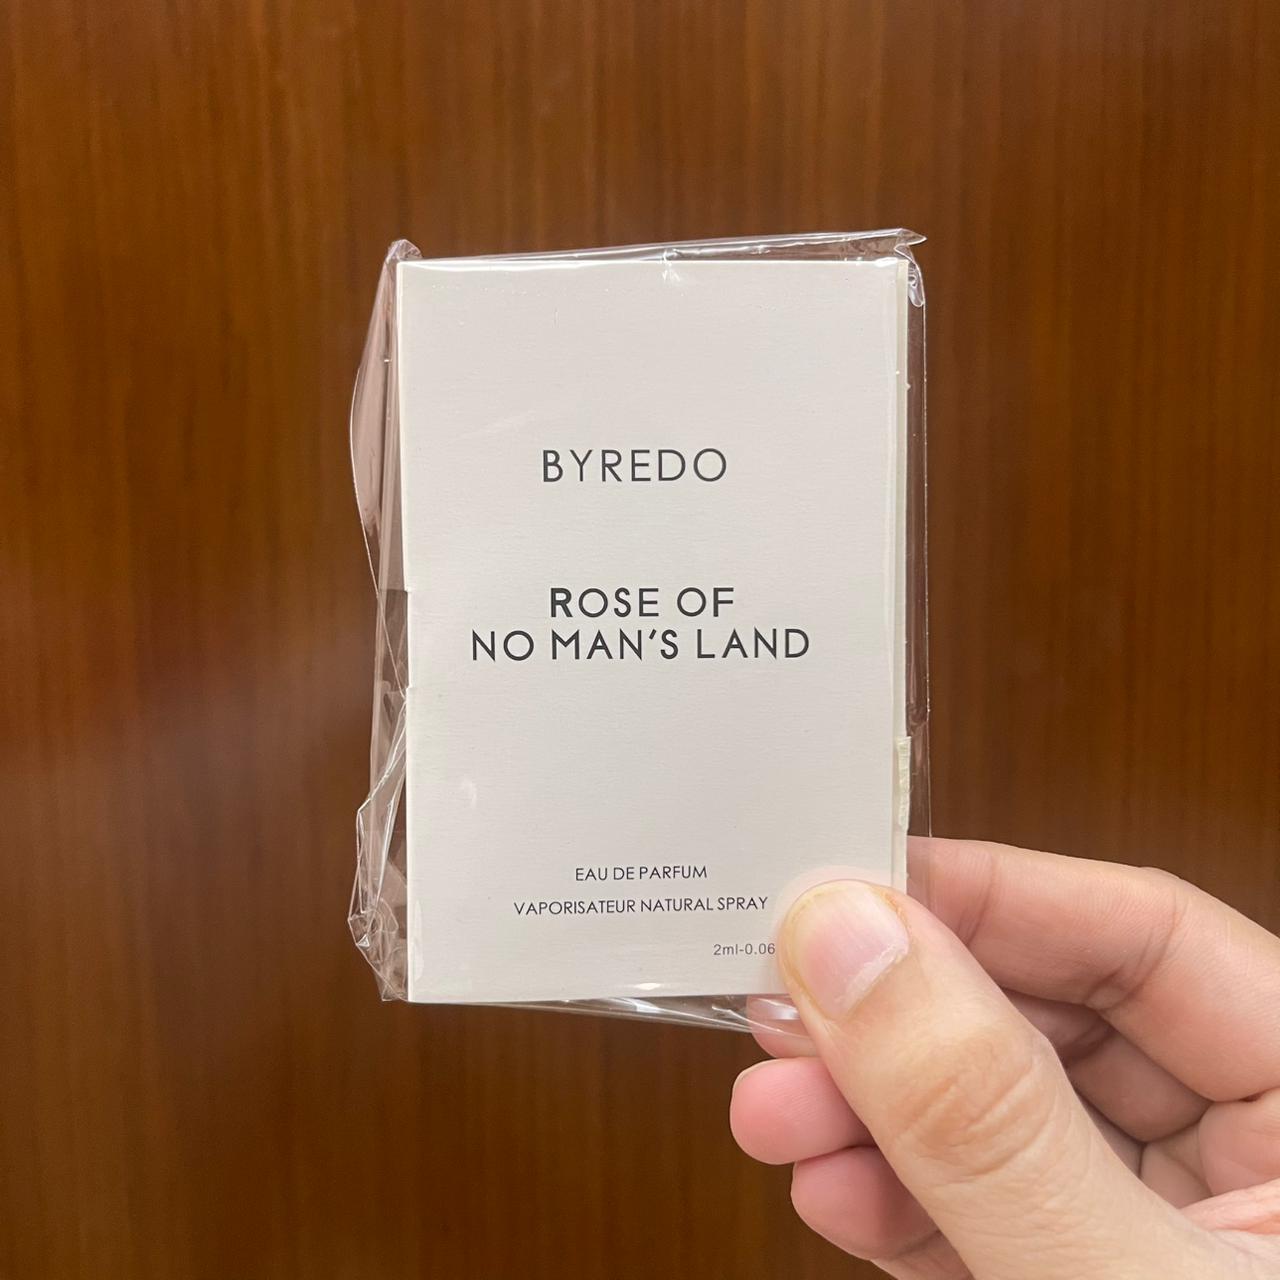 BYREDO
ROSE OF
NO MAN'S LAND
EAU DE PARFUM
VAPORISATEUR NATURAL SPRAY
2ml-0.06